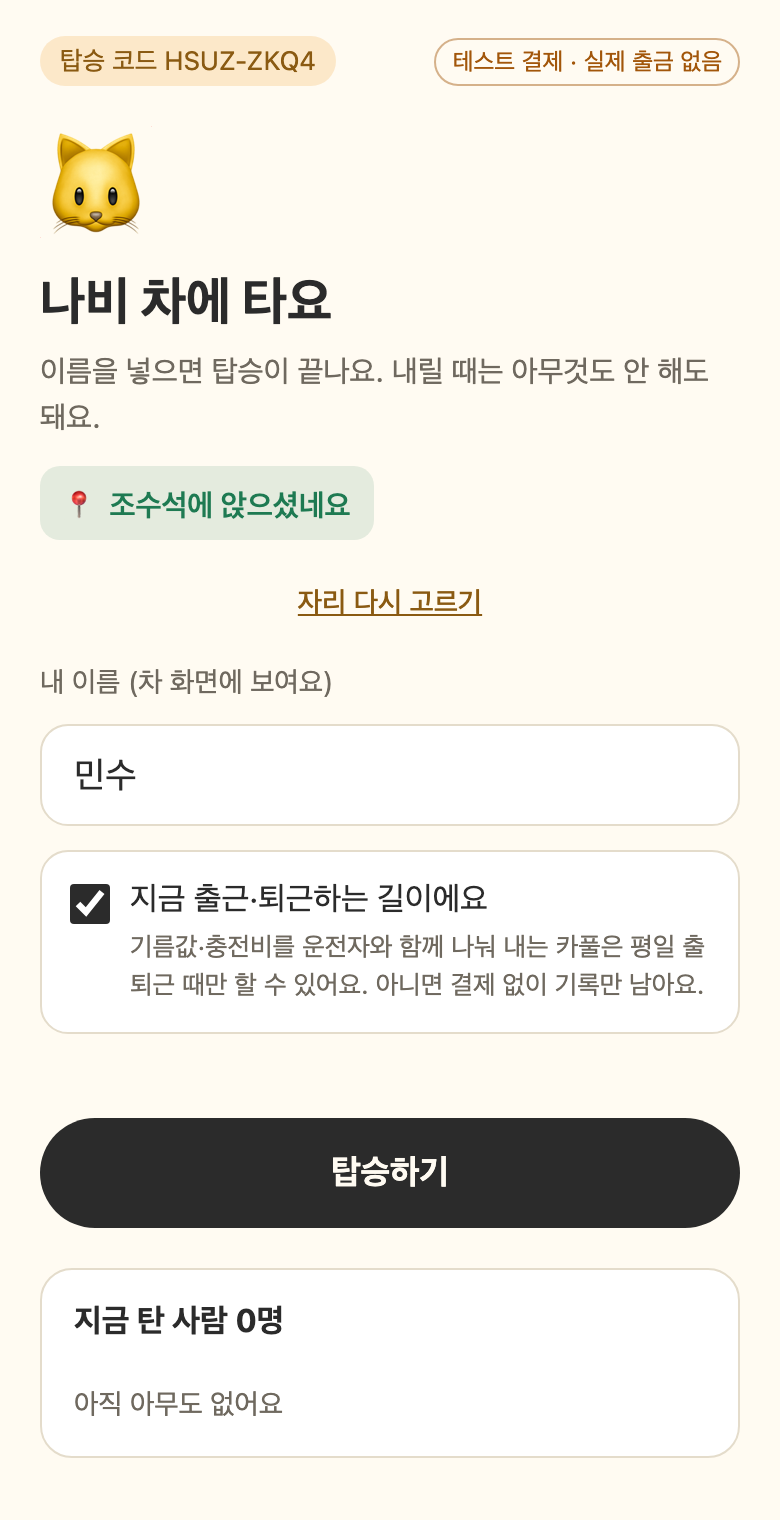 탑승 코드 HSUZ-ZKQ4
테스트 결제 · 실제 출금 없음
나비 차에 타요
이름을 넣으면 탑승이 끝나요. 내릴 때는 아무것도 안 해도
돼요.
조수석에 앉으셨네요
자리 다시 고르기
내 이름 (차 화면에 보여요)
민수
지금 출근·퇴근하는 길이에요
기름값·충전비를 운전자와 함께 나눠 내는 카풀은 평일 출
퇴근 때만 할 수 있어요. 아니면 결제 없이 기록만 남아요.
탑승하기
지금 탄 사람 0명
아직 아무도 없어요